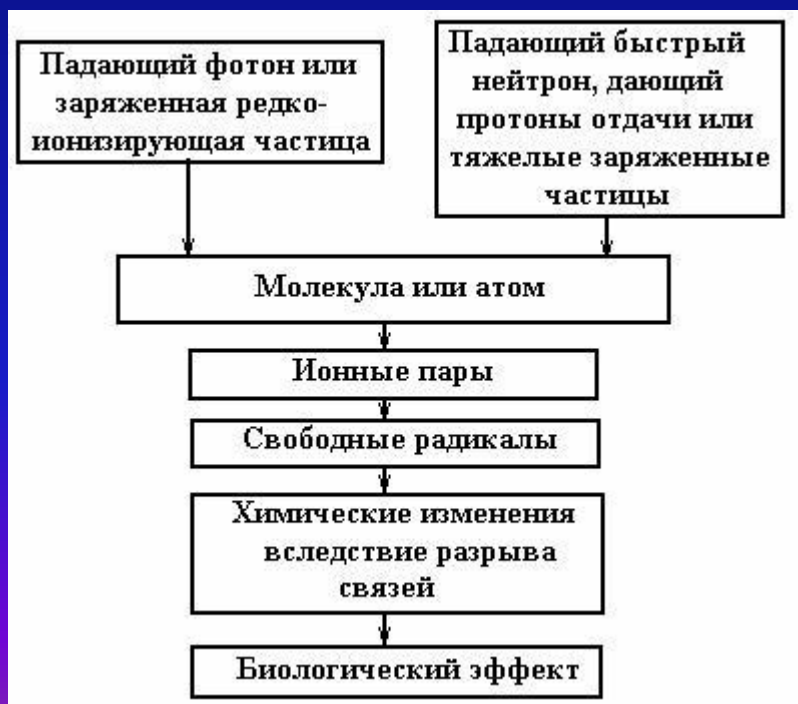 Падающий фотон или
заряженная редко-
ионизирующая частица
Падающий быстрый
нейтрон, дающий
протоны отдачи или
тяжелые заряженные
частицы
Молекула или атом
Ионные пары
Свободные радикалы
Химические изменения
вследствие разрыва
связей
Биологический эффект